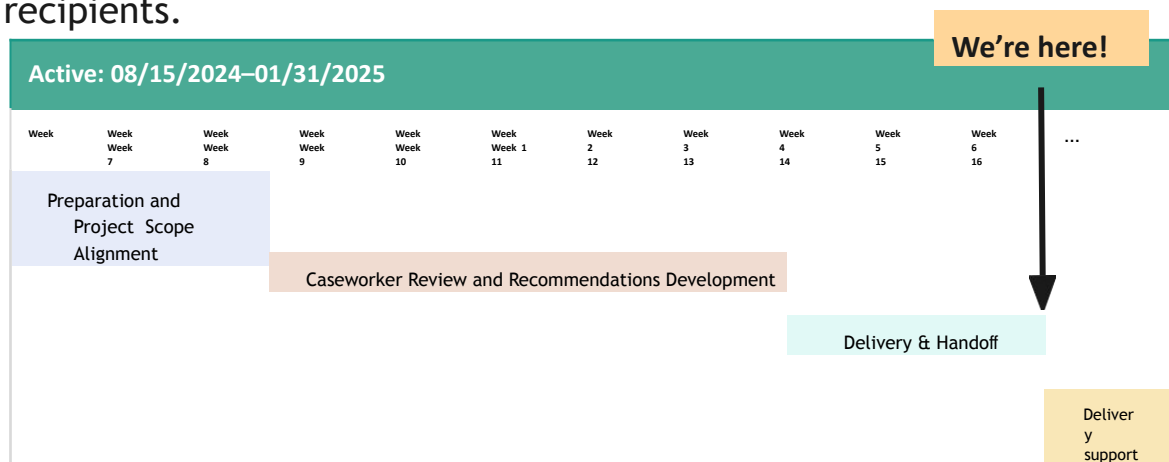 recipients.
We’re here!
Active: 08/15/2024–01/31/2025
Week Week Week Week Week Week Week Week Week Week Week ...
Week Week Week Week Week 1 2 3 4 5 6
7 8 9 10 11 12 13 14 15 16
Preparation and
Project Scope
Alignment
Caseworker Review and Recommendations Development
Delivery & Handoff
Deliver
y
support